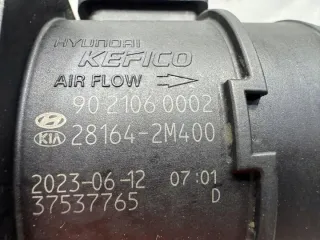 HYUNDAI
KEFICO
AIR FLOW
90 2106 0002
KIA 28164-2M400
2023-06-12 07:01
37537765 D